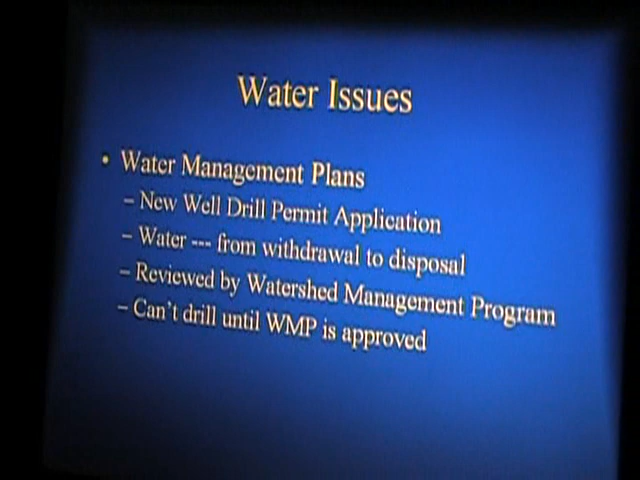 Water Issues
• Water Management Plans
– New Well Drill Permit Application
– Water --- from withdrawal to disposal
– Reviewed by Watershed Management Program
– Can't drill until WMP is approved